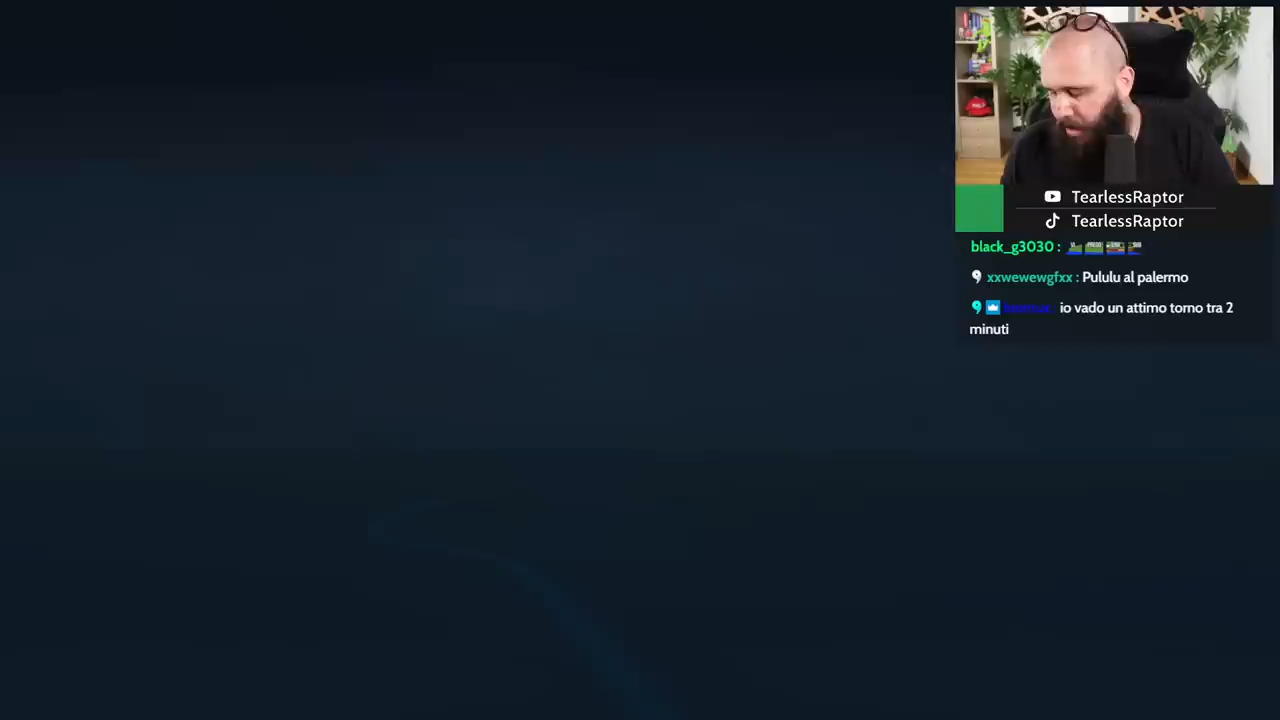 TearlessRaptor
TearlessRaptor
black_g3030 :
xxwewewgfxx : Pululu al palermo
io vado un attimo torno tra 2
minuti